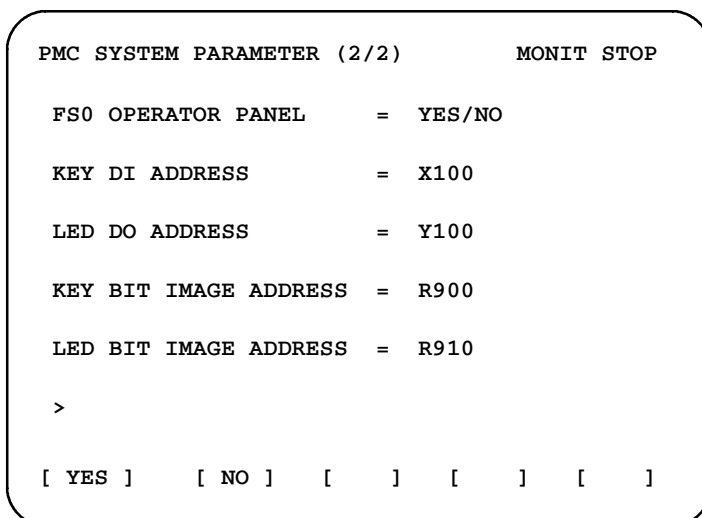 PMC SYSTEM PARAMETER (2/2) MONIT STOP
FS0 OPERATOR PANEL = YES/NO
KEY DI ADDRESS = X100
LED DO ADDRESS = Y100
KEY BIT IMAGE ADDRESS = R900
LED BIT IMAGE ADDRESS = R910
>
[ YES ] [ NO ] [ ] [ ] [ ]